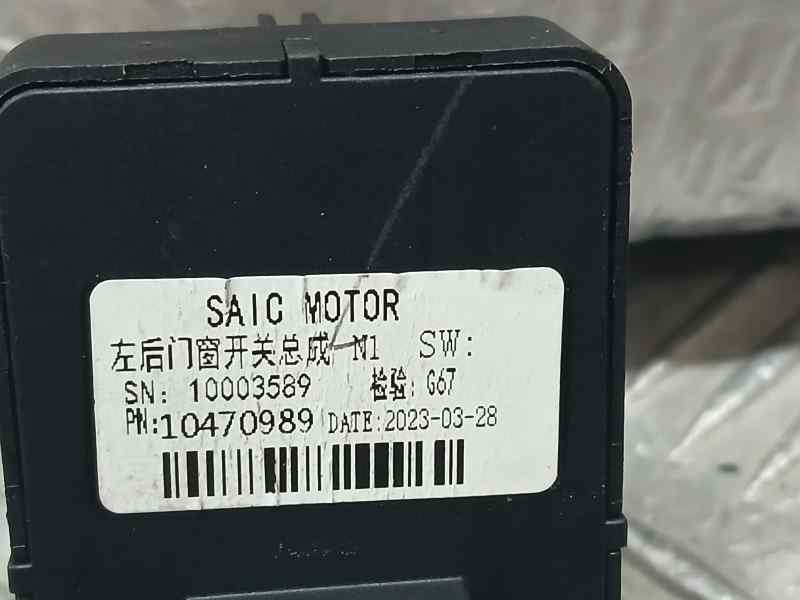 SAIC MOTOR
左后门窗开关总成 M1 SW:
SN: 10003589 检验: G67
PN:10470989 DATE:2023-03-28